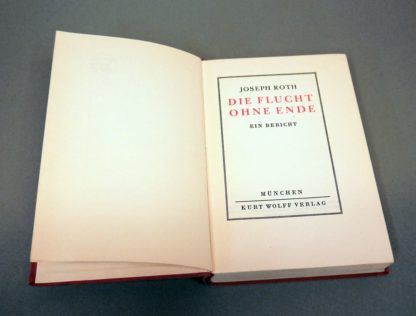 JOSEPH ROTH
DIE FLUCHT
OHNE ENDE
EIN BERICHT
MÜNCHEN
KURT WOLFF VERLAG